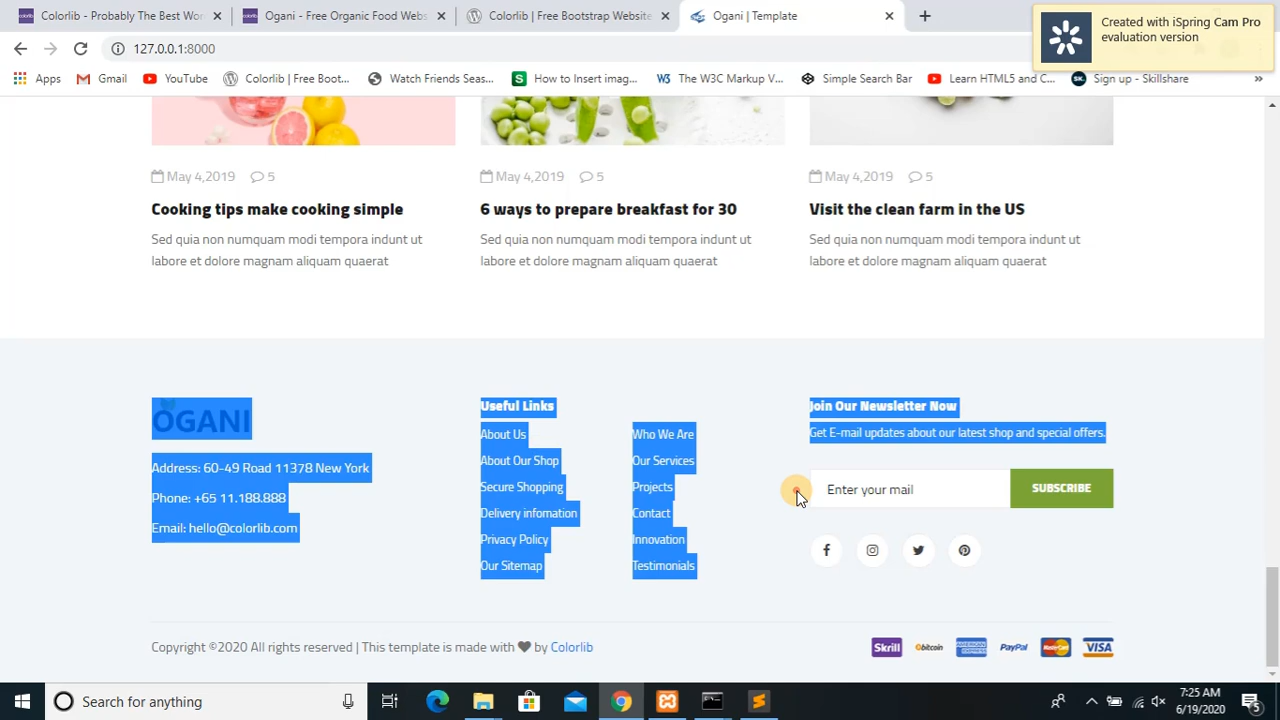 Colorlib - Probably The Best Wor
Ogani - Free Organic Food Webs
Colorlib | Free Bootstrap Website
Ogani | Template
Created with iSpring Cam Pro
evaluation version
127.0.0.1:8000
Apps
Gmail
YouTube
Colorlib | Free Boot...
Watch Friends Seas...
How to Insert imag...
The W3C Markup V...
Simple Search Bar
Learn HTML5 and C...
Sign up - Skillshare
»
May 4,2019 5
May 4,2019 5
May 4,2019 5
Cooking tips make cooking simple
6 ways to prepare breakfast for 30
Visit the clean farm in the US
Sed quia non numquam modi tempora indunt ut
labore et dolore magnam aliquam quaerat
Sed quia non numquam modi tempora indunt ut
labore et dolore magnam aliquam quaerat
Sed quia non numquam modi tempora indunt ut
labore et dolore magnam aliquam quaerat
OGANI
Address: 60-49 Road 11378 New York
Phone: +65 11.188.888
Email: hello@colorlib.com
Useful Links
About Us
About Our Shop
Secure Shopping
Delivery infomation
Privacy Policy
Our Sitemap
Who We Are
Our Services
Projects
Contact
Innovation
Testimonials
Join Our Newsletter Now
Get E-mail updates about our latest shop and special offers.
Enter your mail
SUBSCRIBE
Copyright ©2020 All rights reserved | This template is made with ♥ by Colorlib
Skrill
bitcoin
AMERICAN EXPRESS
PayPal
MasterCard
VISA
Search for anything
7:25 AM
6/19/2020
5